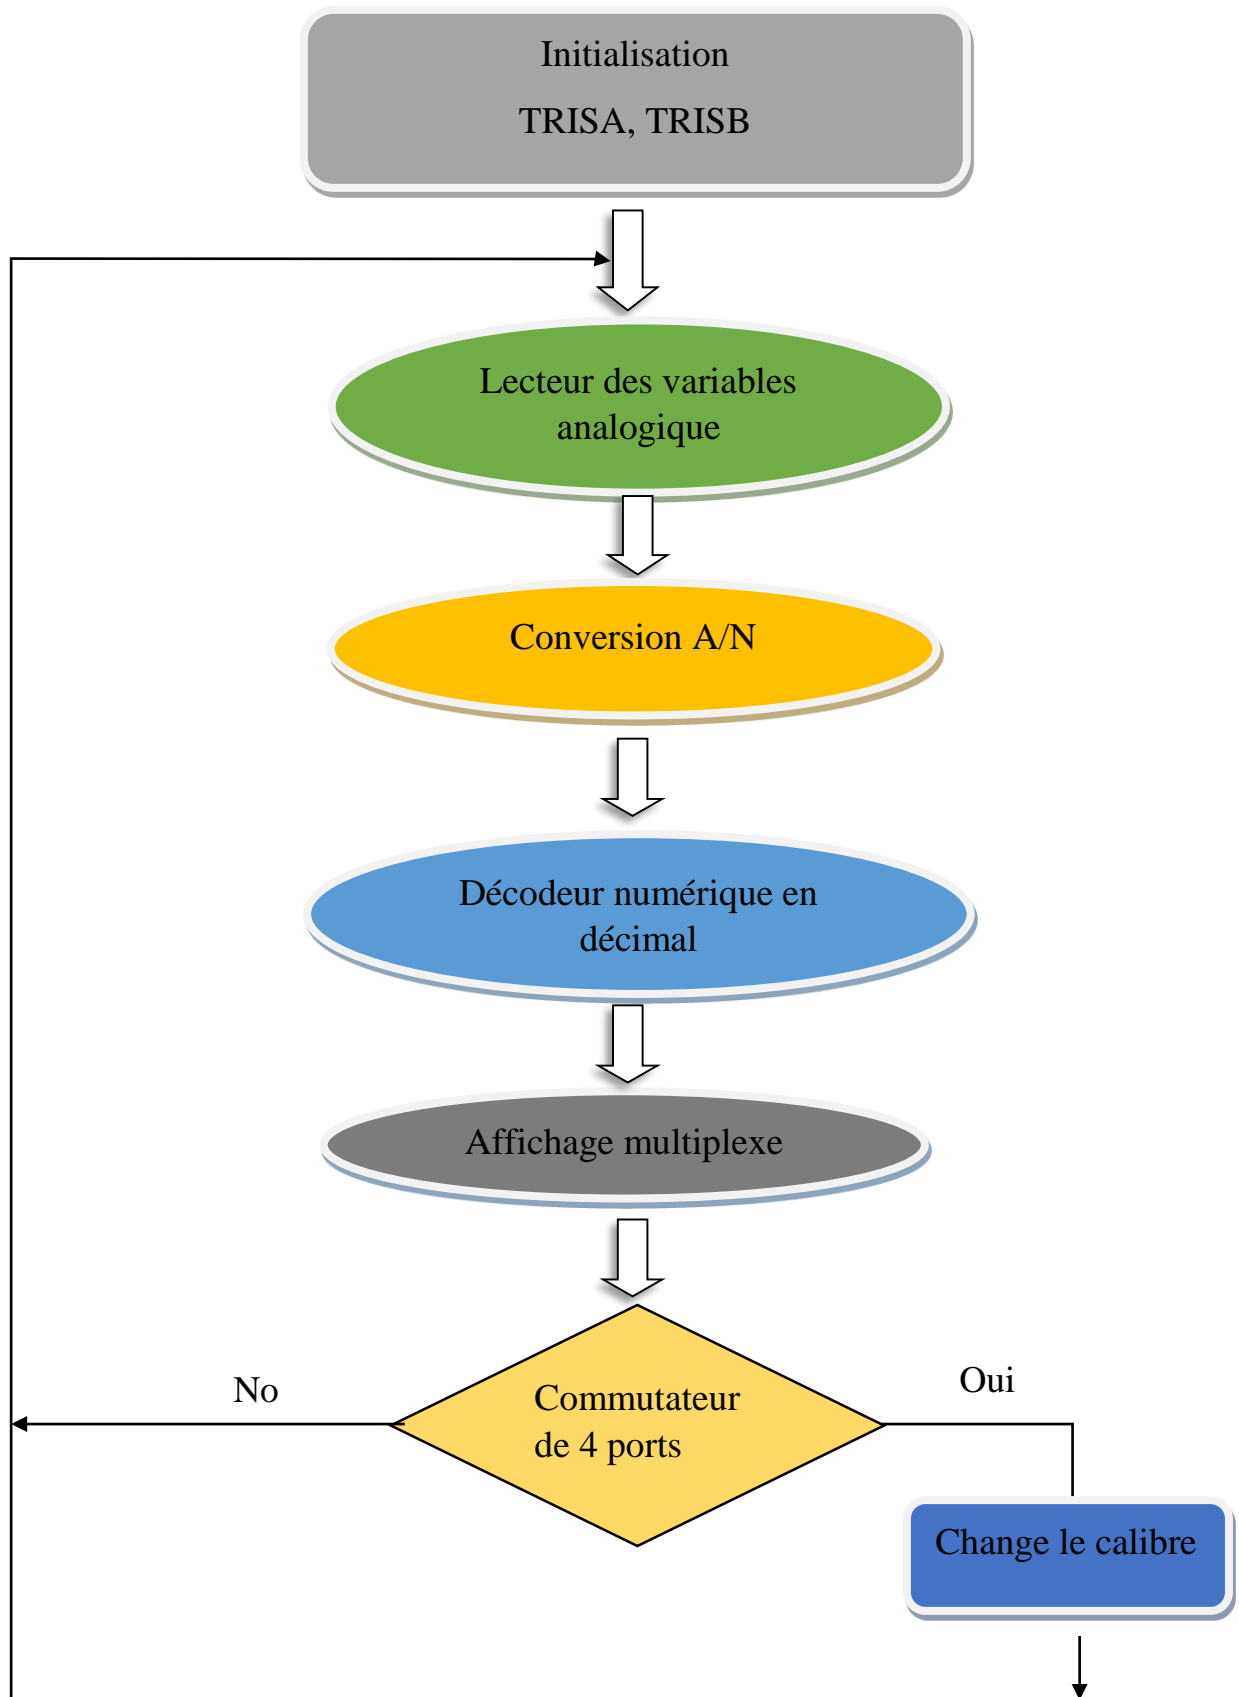 Initialisation
TRISA, TRISB
Lecteur des variables
analogique
Conversion A/N
Décodeur numérique en
décimal
Affichage multiplexe
No
Oui
Commutateur
de 4 ports
Change le calibre